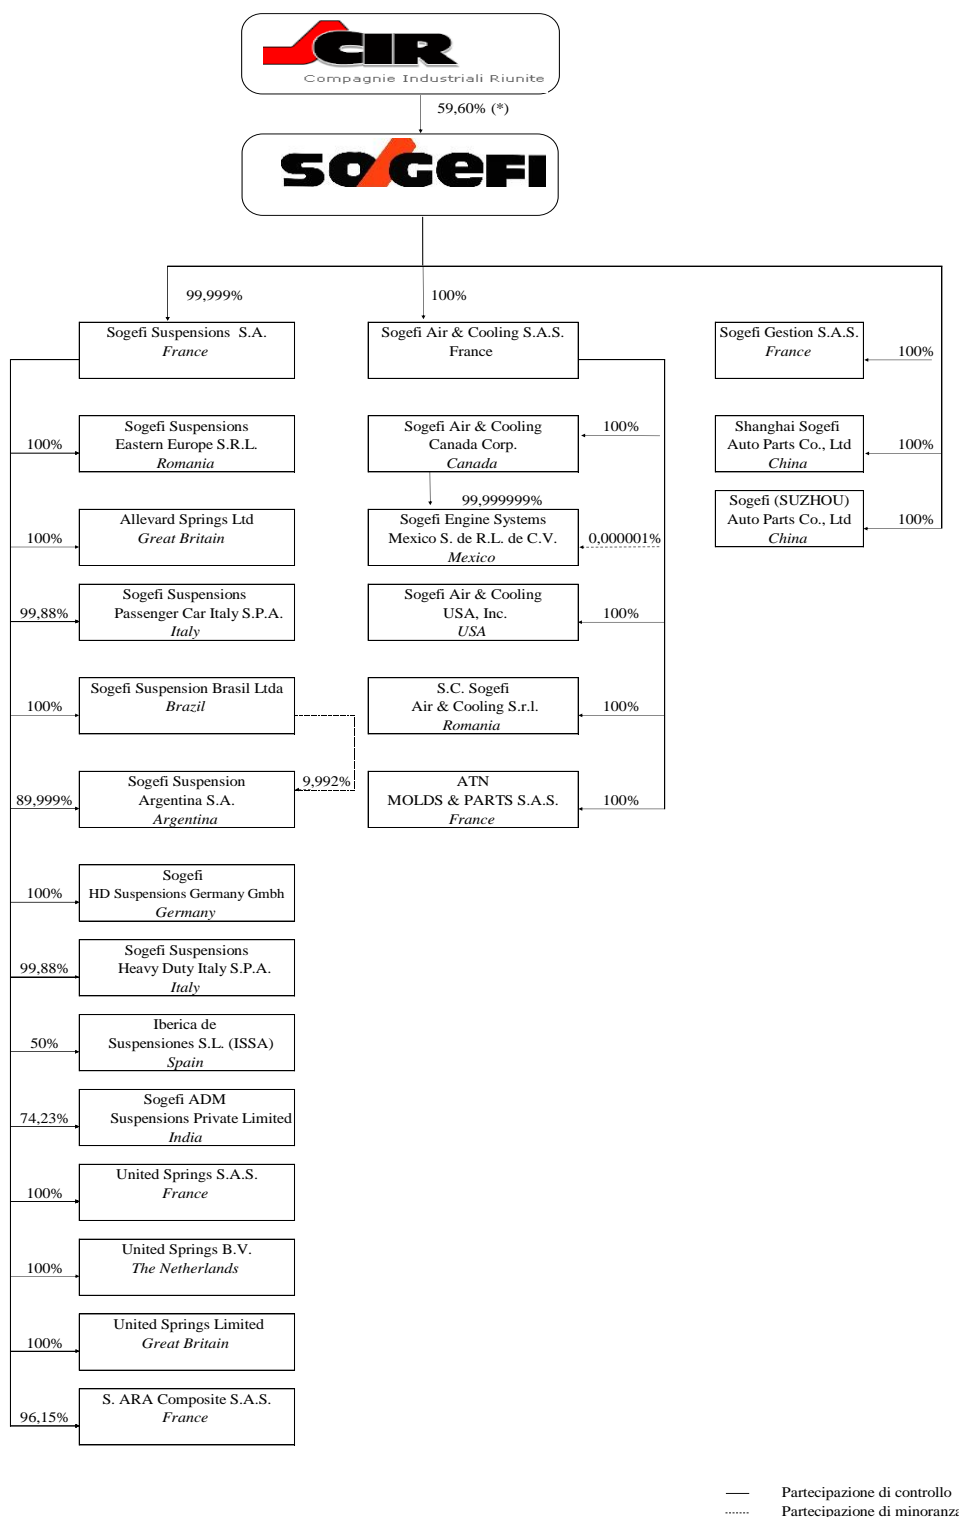 CIR
Compagnie Industriali Riunite
59,60% (*)
SOGEFI
99,999%
100%
Sogefi Suspensions S.A.
France
Sogefi Air & Cooling S.A.S.
France
Sogefi Gestion S.A.S.
France
100%
Sogefi Suspensions
Eastern Europe S.R.L.
Romania
100%
Sogefi Air & Cooling
Canada Corp.
Canada
100%
Shanghai Sogefi
Auto Parts Co., Ltd
China
100%
99,999999%
Allevard Springs Ltd
Great Britain
100%
Sogefi Engine Systems
Mexico S. de R.L. de C.V.
Mexico
0,000001%
Sogefi (SUZHOU)
Auto Parts Co., Ltd
China
100%
Sogefi Suspensions
Passenger Car Italy S.P.A.
Italy
99,88%
Sogefi Air & Cooling
USA, Inc.
USA
100%
Sogefi Suspension Brasil Ltda
Brazil
100%
S.C. Sogefi
Air & Cooling S.r.l.
Romania
100%
Sogefi Suspension
Argentina S.A.
Argentina
89,999%
9,992%
ATN
MOLDS & PARTS S.A.S.
France
100%
Sogefi
HD Suspensions Germany Gmbh
Germany
100%
Sogefi Suspensions
Heavy Duty Italy S.P.A.
Italy
99,88%
Iberica de
Suspensiones S.L. (ISSA)
Spain
50%
Sogefi ADM
Suspensions Private Limited
India
74,23%
United Springs S.A.S.
France
100%
United Springs B.V.
The Netherlands
100%
United Springs Limited
Great Britain
100%
S. ARA Composite S.A.S.
France
96,15%
Partecipazione di controllo
Partecipazione di minoranza